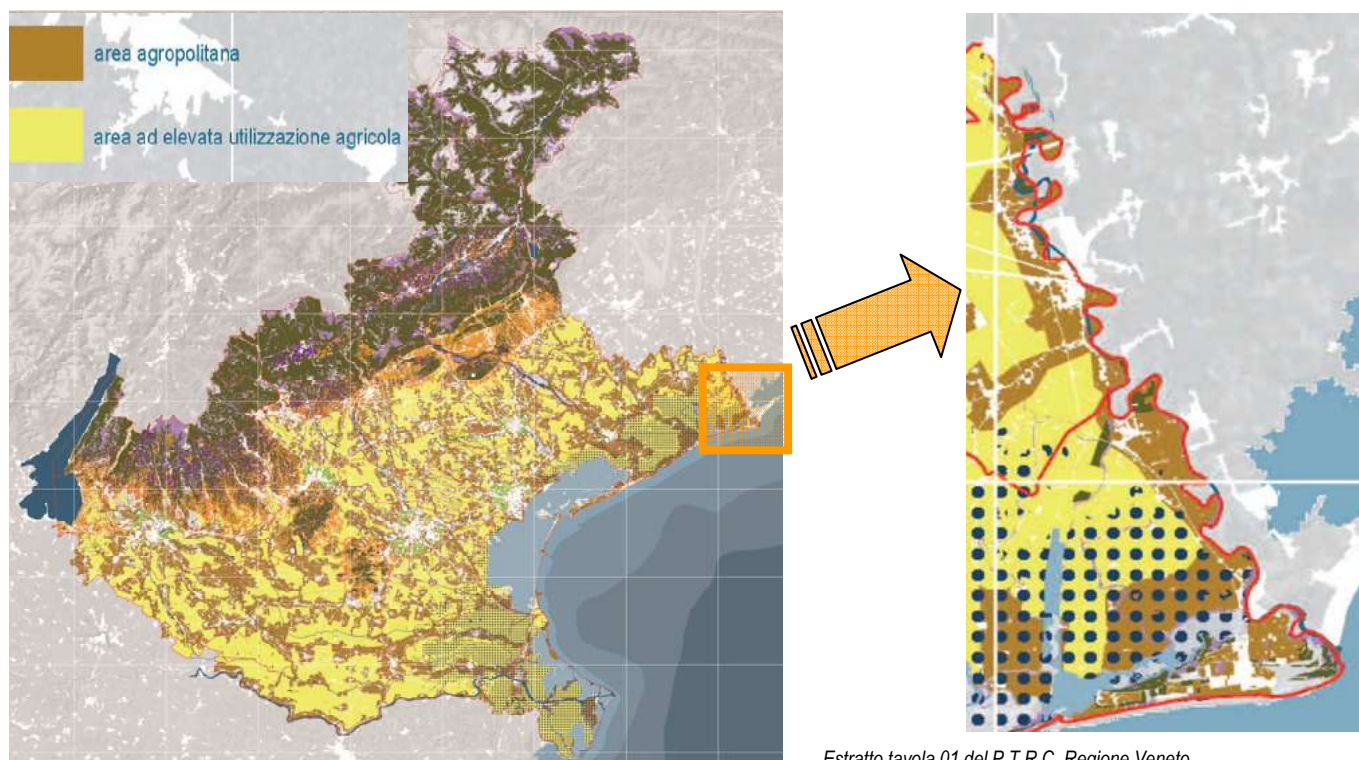 area agropolitana
area ad elevata utilizzazione agricola
Estratto tavola 01 del P.T.R.C. Regione Veneto